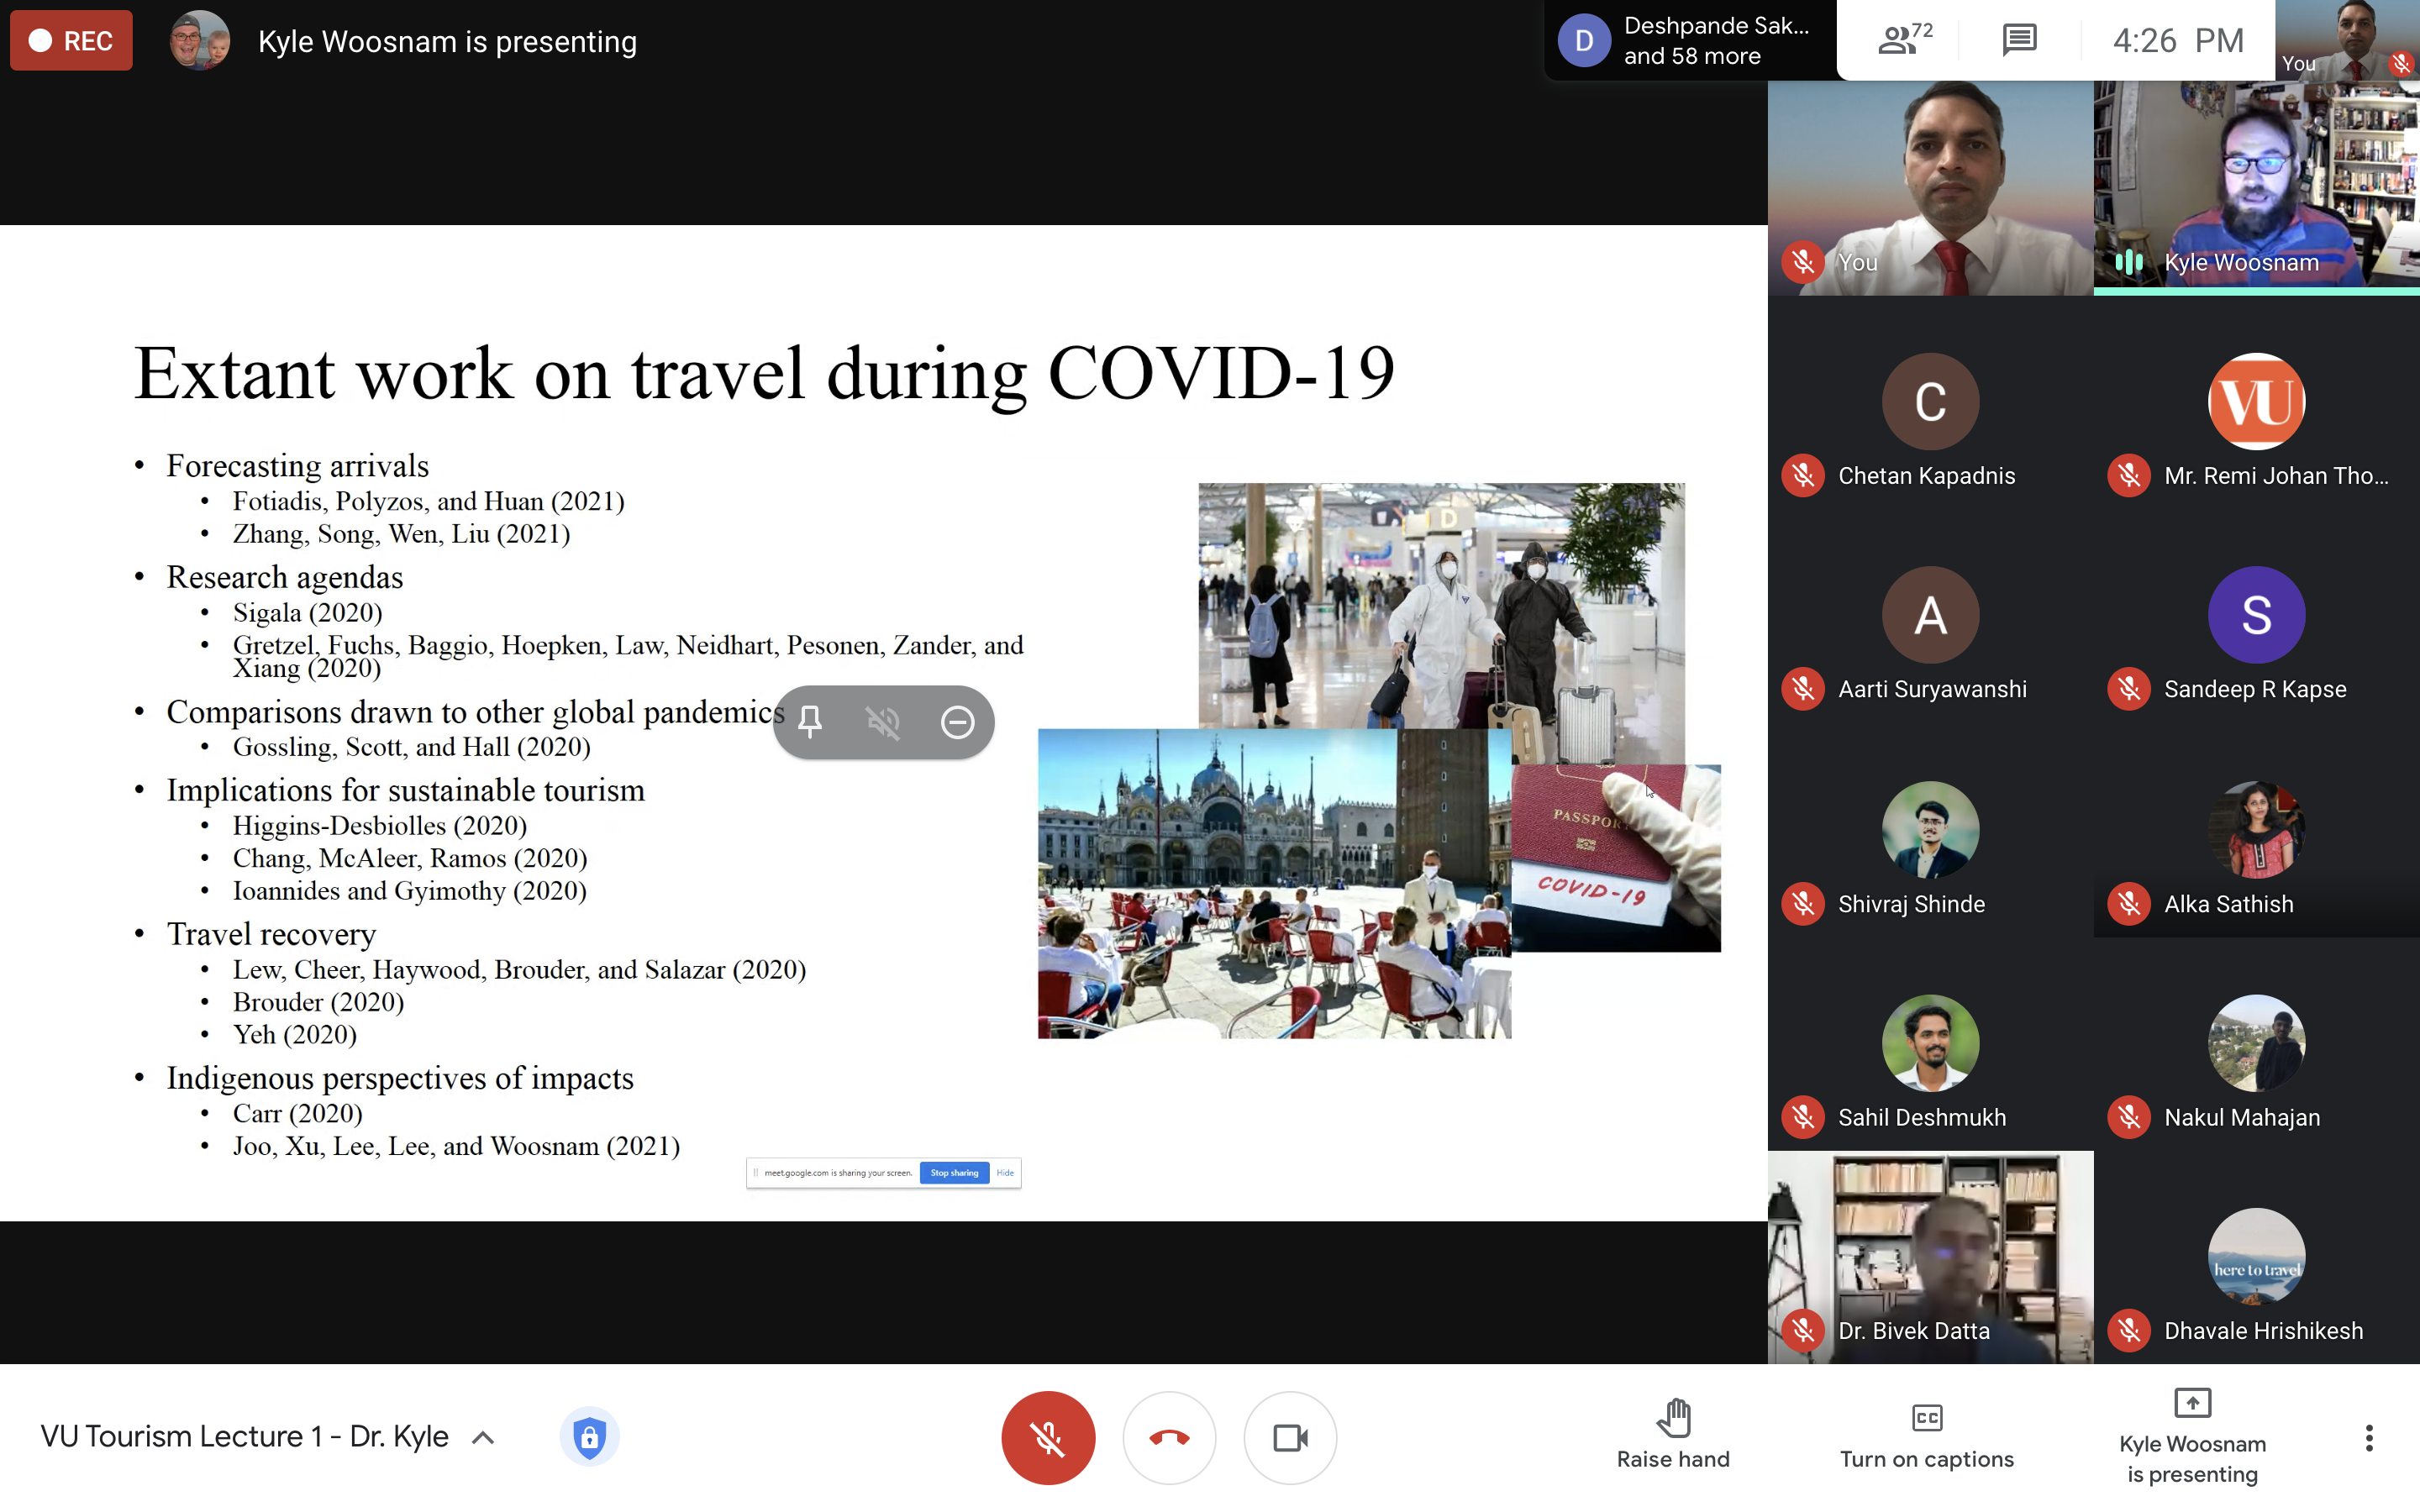 REC
Kyle Woosnam is presenting
D
Deshpande Sak...
and 58 more
72
4:26 PM
You
You
Kyle Woosnam
Extant work on travel during COVID-19
• Forecasting arrivals
• Fotiadis, Polyzos, and Huan (2021)
• Zhang, Song, Wen, Liu (2021)
• Research agendas
• Sigala (2020)
• Gretzel, Fuchs, Baggio, Hoepken, Law, Neidhart, Pesonen, Zander, and
Xiang (2020)
• Comparisons drawn to other global pandemics
• Gossling, Scott, and Hall (2020)
• Implications for sustainable tourism
• Higgins-Desbiolles (2020)
• Chang, McAleer, Ramos (2020)
• Ioannides and Gyimothy (2020)
• Travel recovery
• Lew, Cheer, Haywood, Brouder, and Salazar (2020)
• Brouder (2020)
• Yeh (2020)
• Indigenous perspectives of impacts
• Carr (2020)
• Joo, Xu, Lee, Lee, and Woosnam (2021)
D
PASSPOR
COVID-19
meet.google.com is sharing your screen.
Stop sharing
Hide
C
Chetan Kapadnis
VU
Mr. Remi Johan Tho...
A
Aarti Suryawanshi
S
Sandeep R Kapse
Shivraj Shinde
Alka Sathish
Sahil Deshmukh
Nakul Mahajan
Dr. Bivek Datta
here to travel
Dhavale Hrishikesh
VU Tourism Lecture 1 - Dr. Kyle
Raise hand
CC
Turn on captions
Kyle Woosnam
is presenting